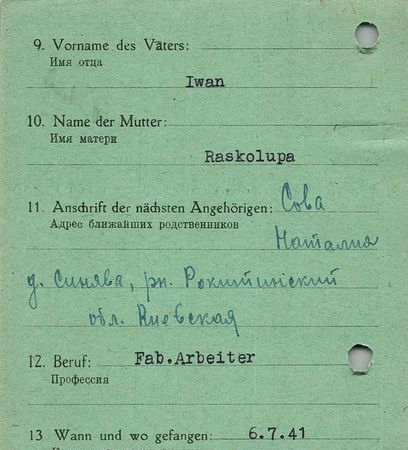 9. Vorname des Vaters:
Имя отца
Iwan
10. Name der Mutter:
Имя матери
Raskolupa
11. Anschrift der nächsten Angehörigen: Сова
Адрес ближайших родственников
Наталия
д. Синява, рн. Рокитинский
обл. Киевская
12. Beruf: Fab.Arbeiter
Профессия
13 Wann und wo gefangen: 6.7.41